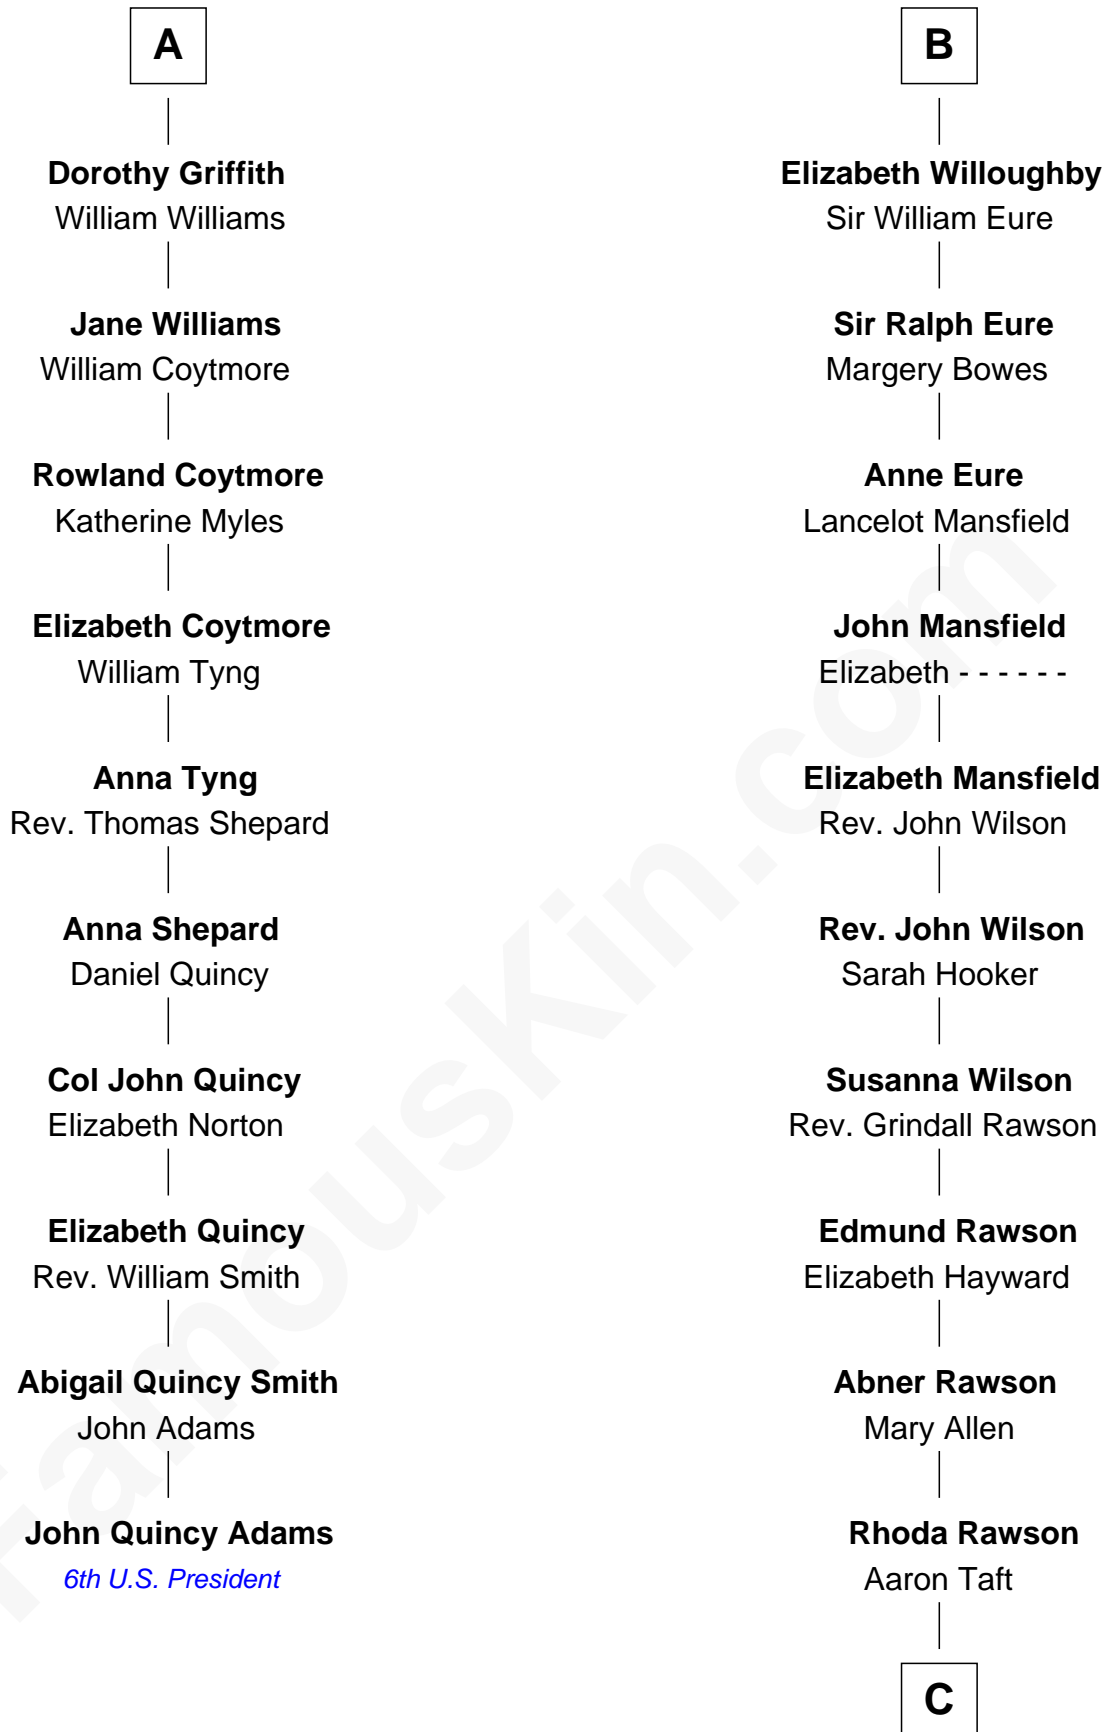 A
Dorothy Griffith
William Williams
Jane Williams
William Coytmore
Rowland Coytmore
Katherine Myles
Elizabeth Coytmore
William Tyng
Anna Tyng
Rev. Thomas Shepard
Anna Shepard
Daniel Quincy
Col John Quincy
Elizabeth Norton
Elizabeth Quincy
Rev. William Smith
Abigail Quincy Smith
John Adams
John Quincy Adams
6th U.S. President
B
Elizabeth Willoughby
Sir William Eure
Sir Ralph Eure
Margery Bowes
Anne Eure
Lancelot Mansfield
John Mansfield
Elizabeth - - - - - -
Elizabeth Mansfield
Rev. John Wilson
Rev. John Wilson
Sarah Hooker
Susanna Wilson
Rev. Grindall Rawson
Edmund Rawson
Elizabeth Hayward
Abner Rawson
Mary Allen
Rhoda Rawson
Aaron Taft
C
FamousKin.com